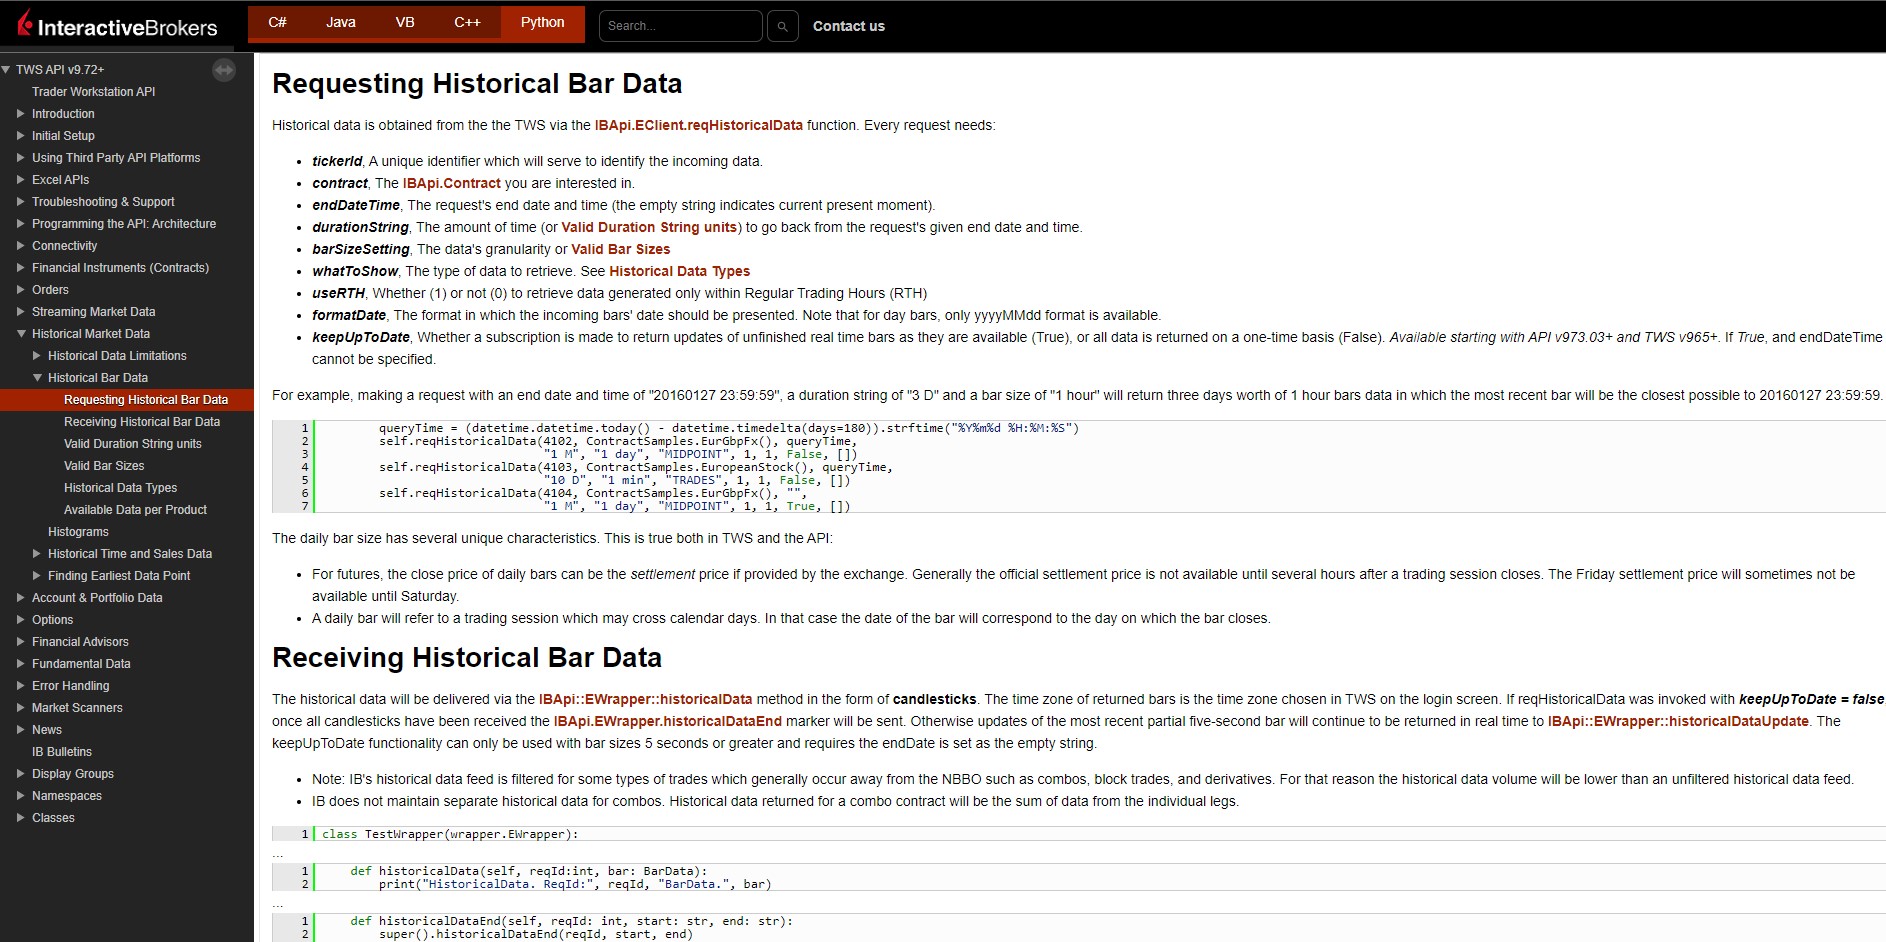 InteractiveBrokers
C#
Java
VB
C++
Python
Search...
Contact us
TWS API v9.72+
Trader Workstation API
Introduction
Initial Setup
Using Third Party API Platforms
Excel APIs
Troubleshooting & Support
Programming the API: Architecture
Connectivity
Financial Instruments (Contracts)
Orders
Streaming Market Data
Historical Market Data
Historical Data Limitations
Historical Bar Data
Requesting Historical Bar Data
Receiving Historical Bar Data
Valid Duration String units
Valid Bar Sizes
Historical Data Types
Available Data per Product
Histograms
Historical Time and Sales Data
Finding Earliest Data Point
Account & Portfolio Data
Options
Financial Advisors
Fundamental Data
Error Handling
Market Scanners
News
IB Bulletins
Display Groups
Namespaces
Classes
Requesting Historical Bar Data
Historical data is obtained from the the TWS via the IBApi.EClient.reqHistoricalData function. Every request needs:
• tickerId, A unique identifier which will serve to identify the incoming data.
• contract, The IBApi.Contract you are interested in.
• endDateTime, The request's end date and time (the empty string indicates current present moment).
• durationString, The amount of time (or Valid Duration String units) to go back from the request's given end date and time.
• barSizeSetting, The data's granularity or Valid Bar Sizes
• whatToShow, The type of data to retrieve. See Historical Data Types
• useRTH, Whether (1) or not (0) to retrieve data generated only within Regular Trading Hours (RTH)
• formatDate, The format in which the incoming bars' date should be presented. Note that for day bars, only yyyyMMdd format is available.
• keepUpToDate, Whether a subscription is made to return updates of unfinished real time bars as they are available (True), or all data is returned on a one-time basis (False). Available starting with API v973.03+ and TWS v965+. If True, and endDateTime
cannot be specified.
For example, making a request with an end date and time of "20160127 23:59:59", a duration string of "3 D" and a bar size of "1 hour" will return three days worth of 1 hour bars data in which the most recent bar will be the closest possible to 20160127 23:59:59.
1 queryTime = (datetime.datetime.today() - datetime.timedelta(days=180)).strftime("%Y%m%d %H:%M:%S")
2 self.reqHistoricalData(4102, ContractSamples.EurGbpFx(), queryTime,
3 "1 M", "1 day", "MIDPOINT", 1, 1, False, [])
4 self.reqHistoricalData(4103, ContractSamples.EuropeanStock(), queryTime,
5 "10 D", "1 min", "TRADES", 1, 1, False, [])
6 self.reqHistoricalData(4104, ContractSamples.EurGbpFx(), "",
7 "1 M", "1 day", "MIDPOINT", 1, 1, True, [])
The daily bar size has several unique characteristics. This is true both in TWS and the API:
• For futures, the close price of daily bars can be the settlement price if provided by the exchange. Generally the official settlement price is not available until several hours after a trading session closes. The Friday settlement price will sometimes not be
available until Saturday.
• A daily bar will refer to a trading session which may cross calendar days. In that case the date of the bar will correspond to the day on which the bar closes.
Receiving Historical Bar Data
The historical data will be delivered via the IBApi::EWrapper::historicalData method in the form of candlesticks. The time zone of returned bars is the time zone chosen in TWS on the login screen. If reqHistoricalData was invoked with keepUpToDate = false
once all candlesticks have been received the IBApi.EWrapper.historicalDataEnd marker will be sent. Otherwise updates of the most recent partial five-second bar will continue to be returned in real time to IBApi::EWrapper::historicalDataUpdate. The
keepUpToDate functionality can only be used with bar sizes 5 seconds or greater and requires the endDate is set as the empty string.
• Note: IB's historical data feed is filtered for some types of trades which generally occur away from the NBBO such as combos, block trades, and derivatives. For that reason the historical data volume will be lower than an unfiltered historical data feed.
• IB does not maintain separate historical data for combos. Historical data returned for a combo contract will be the sum of data from the individual legs.
1 class TestWrapper(wrapper.EWrapper):
...
1 def historicalData(self, reqId:int, bar: BarData):
2 print("HistoricalData. ReqId:", reqId, "BarData.", bar)
...
1 def historicalDataEnd(self, reqId: int, start: str, end: str):
2 super().historicalDataEnd(reqId, start, end)